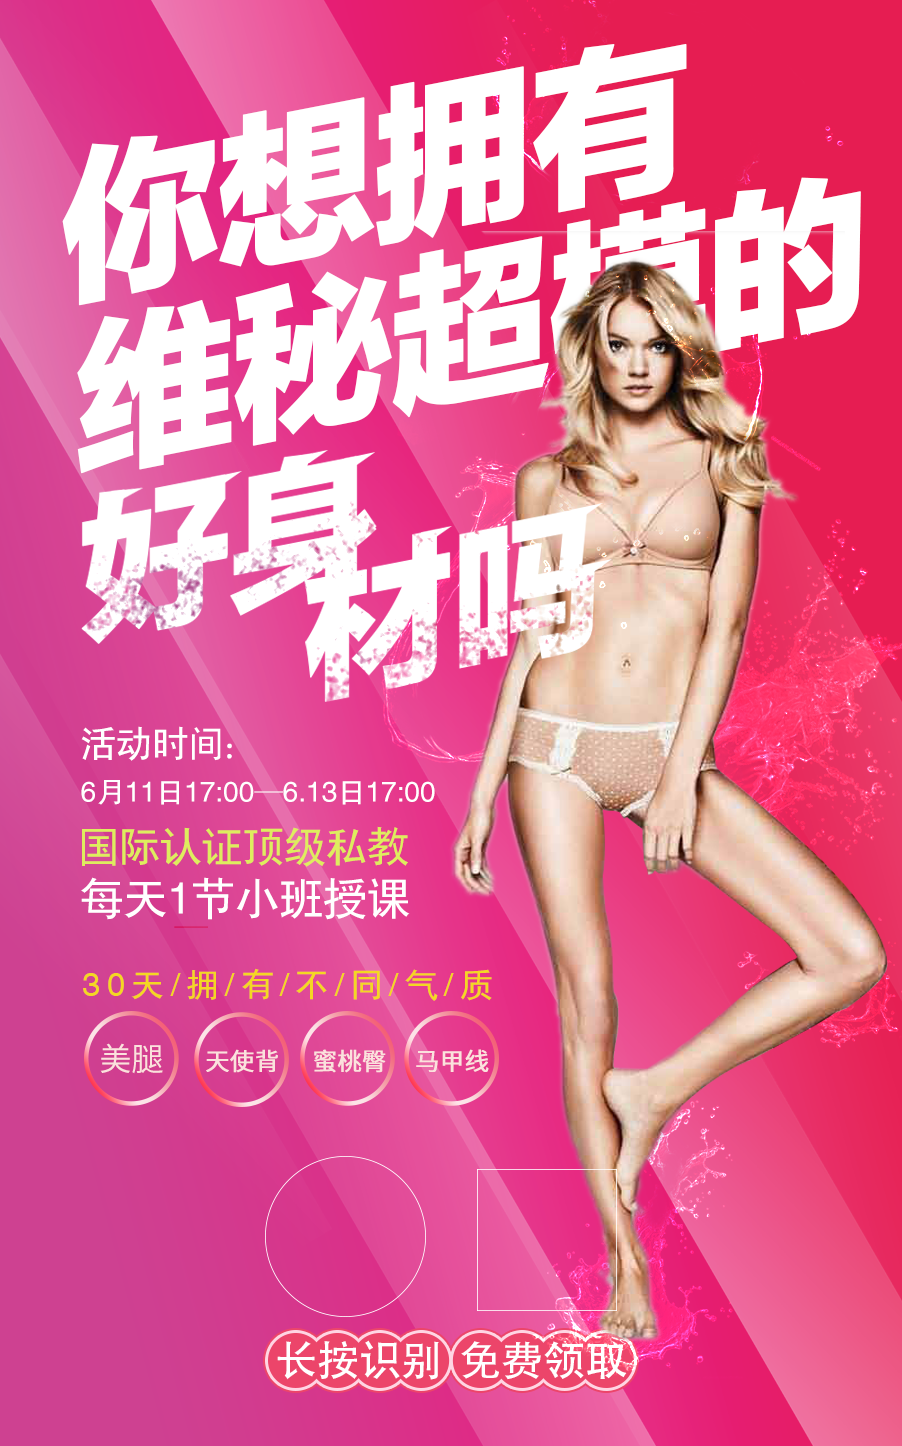 你想拥有
维秘超模的
好身
材吗
活动时间:
6月11日17:00—6.13日17:00
国际认证顶级私教
每天1节小班授课
30天/拥/有/不/同/气/质
美腿 天使背 蜜桃臀 马甲线
长按识别 免费领取